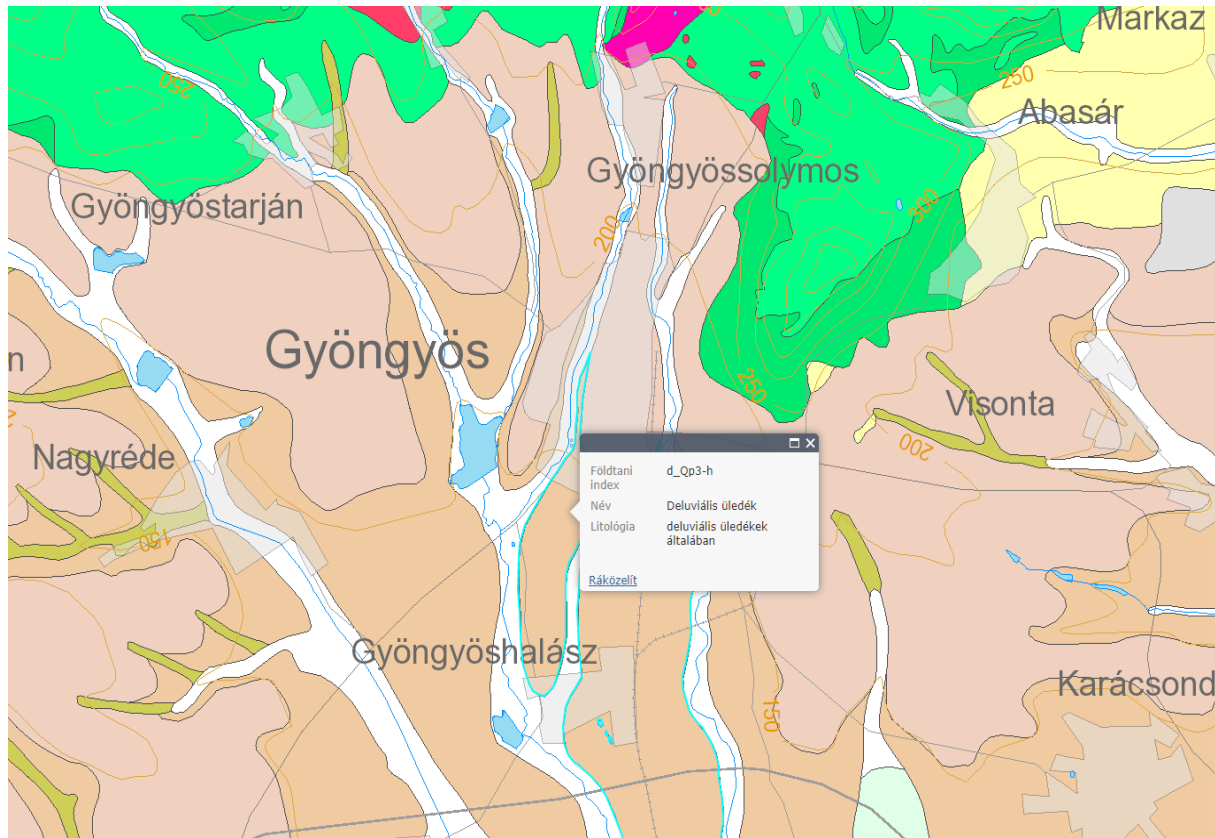 Markaz
250
250
Abasár
Gyöngyössolymos
Gyöngyöstarján
300
200
Gyöngyös
n
250
Visonta
200
Nagyréde
Földtani index d_Qp3-h
Név Deluviális üledék
Litológia deluviális üledékek
általában
Ráközelít
150
Gyöngyöshalász
Karácsond
150